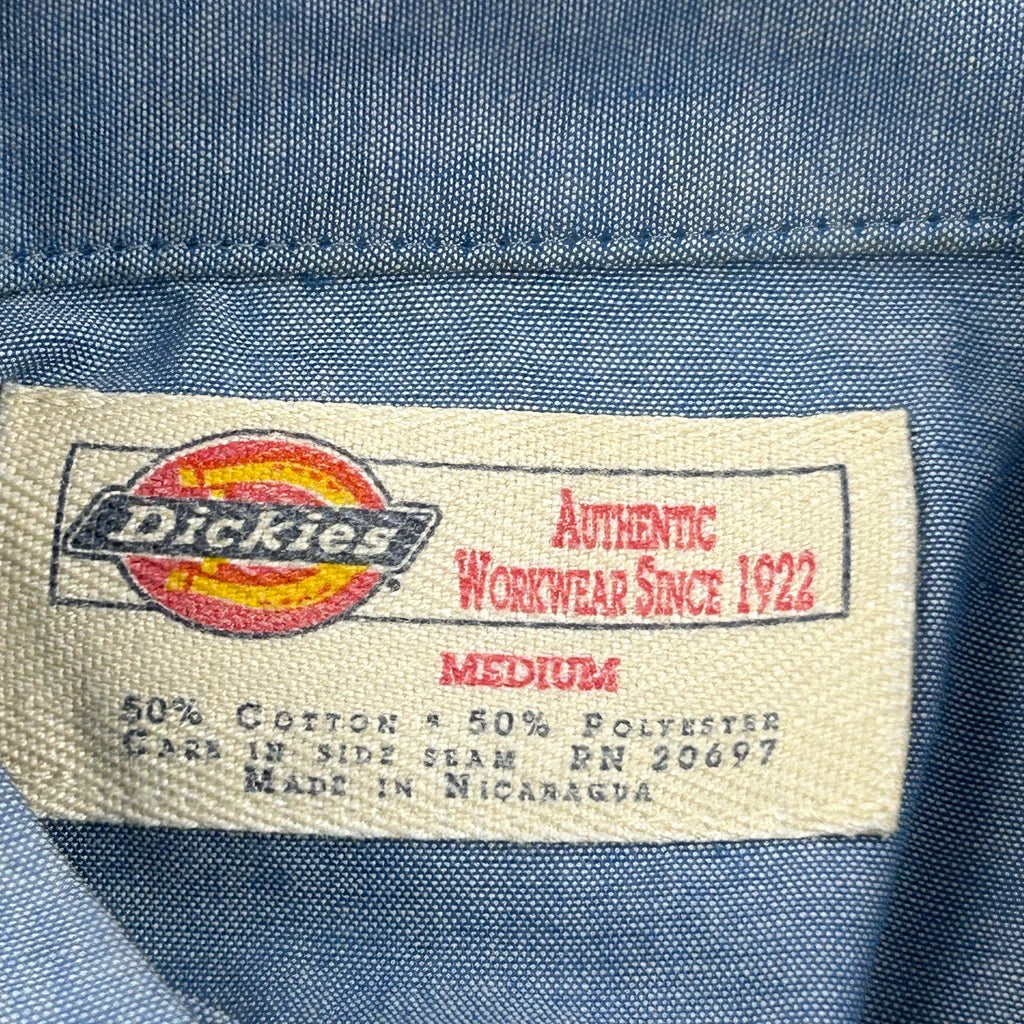 Dickies
AUTHENTIC
WORKWEAR SINCE 1922
MEDIUM
50% COTTON * 50% POLYESTER
CARE IN SIDE SEAM RN 20697
MADE IN NICARAGUA